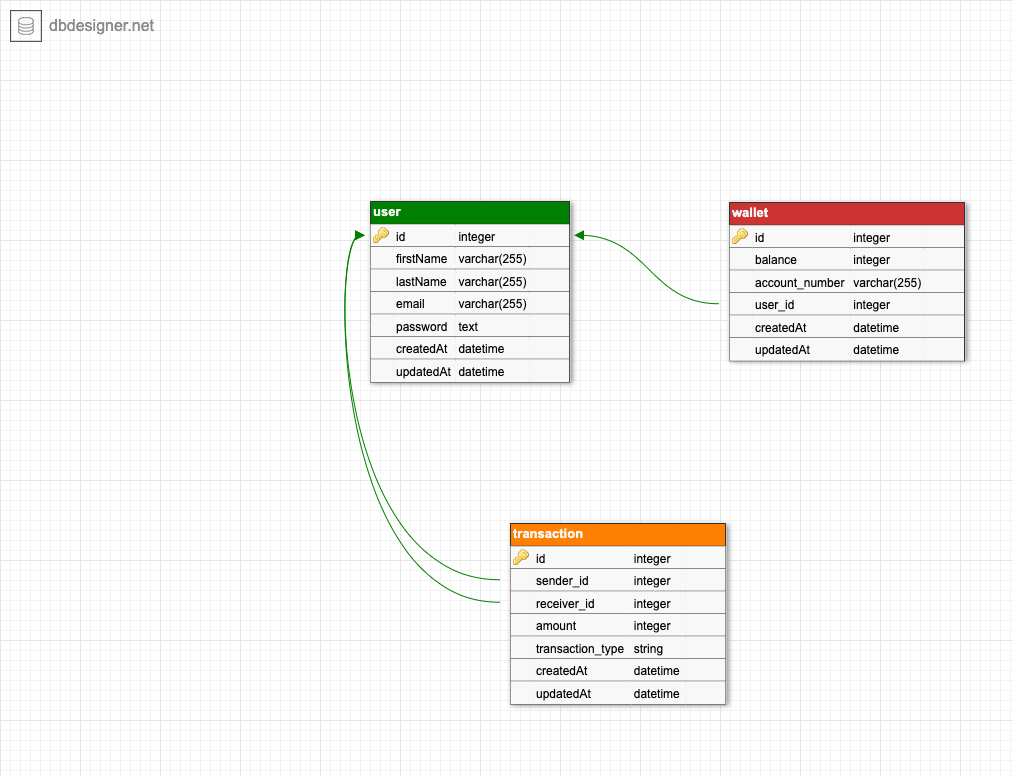 dbdesigner.net
user
id integer
firstName varchar(255)
lastName varchar(255)
email varchar(255)
password text
createdAt datetime
updatedAt datetime
wallet
id integer
balance integer
account_number varchar(255)
user_id integer
createdAt datetime
updatedAt datetime
transaction
id integer
sender_id integer
receiver_id integer
amount integer
transaction_type string
createdAt datetime
updatedAt datetime